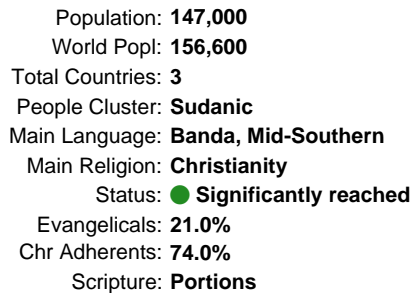 Population: 147,000
World Popl: 156,600
Total Countries: 3
People Cluster: Sudanic
Main Language: Banda, Mid-Southern
Main Religion: Christianity
Status: Significantly reached
Evangelicals: 21.0%
Chr Adherents: 74.0%
Scripture: Portions